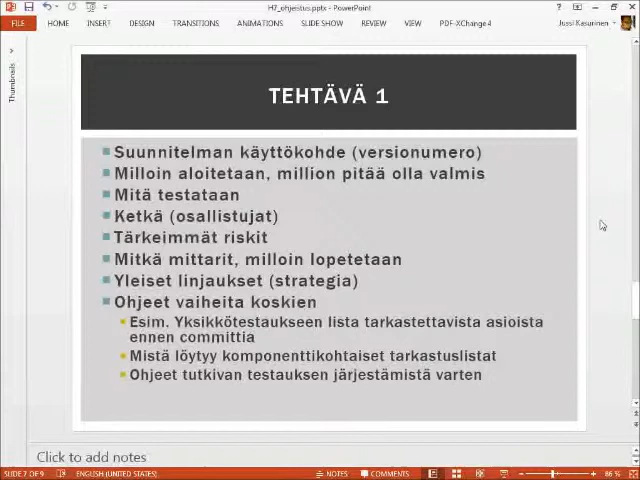 H7_ohjeistus.pptx - PowerPoint
FILE HOME INSERT DESIGN TRANSITIONS ANIMATIONS SLIDE SHOW REVIEW VIEW PDF-XChange 4 Jussi Kasurinen
Thumbnails
TEHTÄVÄ 1
Suunnitelman käyttökohde (versionumero)
Milloin aloitetaan, million pitää olla valmis
Mitä testataan
Ketkä (osallistujat)
Tärkeimmät riskit
Mitkä mittarit, milloin lopetetaan
Yleiset linjaukset (strategia)
Ohjeet vaiheita koskien
Esim. Yksikkötestaukseen lista tarkastettavista asioista
ennen committia
Mistä löytyy komponenttikohtaiset tarkastuslistat
Ohjeet tutkivan testauksen järjestämistä varten
Click to add notes
SLIDE 7 OF 9 ENGLISH (UNITED STATES) NOTES COMMENTS 86 %